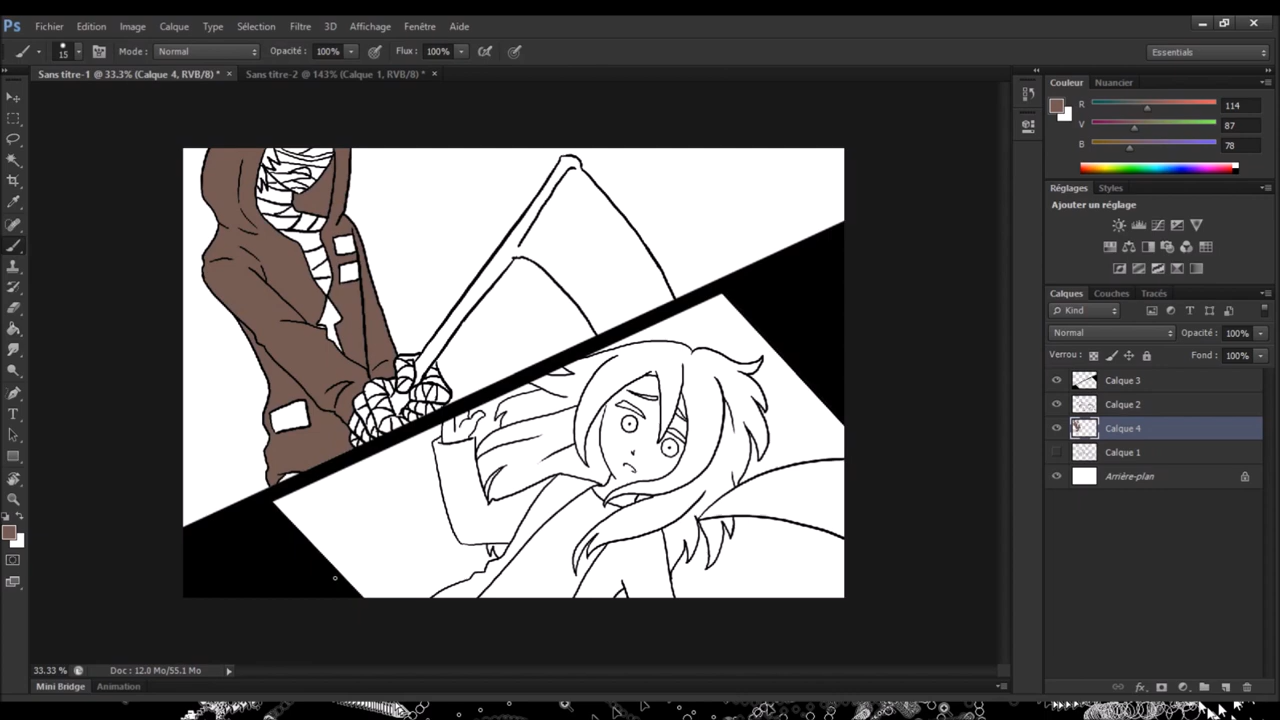 Ps Fichier Edition Image Calque Type Sélection Filtre 3D Affichage Fenêtre Aide
15 Mode : Normal Opacité : 100% Flux : 100% Essentials
Sans titre-1 @ 33.3% (Calque 4, RVB/8) * × Sans titre-2 @ 143% (Calque 1, RVB/8) * ×
Couleur Nuancier
R 114
V 87
B 78
Réglages Styles
Ajouter un réglage
Calques Couches Tracés
Kind
Normal Opacité : 100%
Verrou : Fond : 100%
Calque 3
Calque 2
Calque 4
Calque 1
Arrière-plan
33.33 % Doc : 12.0 Mo/55.1 Mo
Mini Bridge Animation
fx